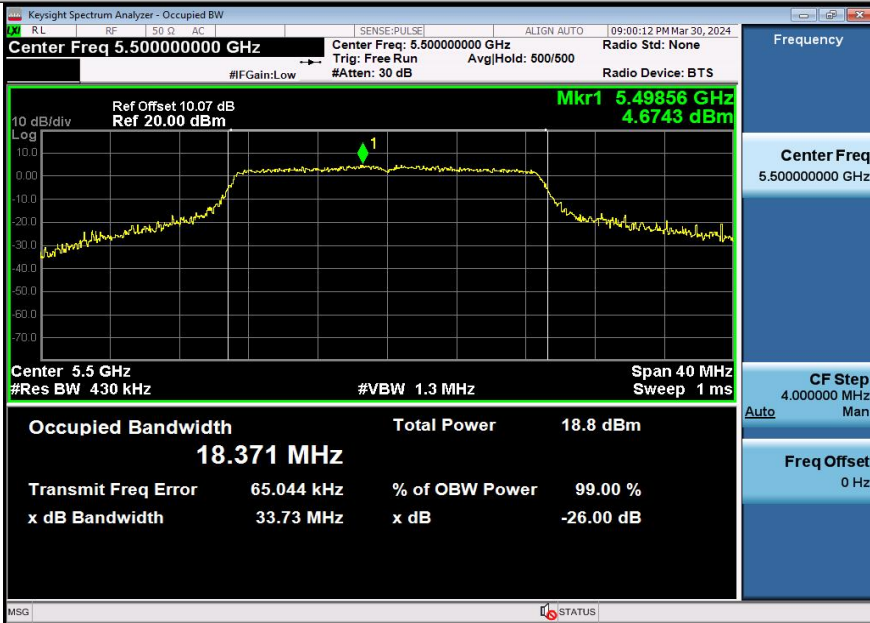 Keysight Spectrum Analyzer - Occupied BW
LXI RL RF 50 Ω AC SENSE:PULSE ALIGN AUTO 09:00:12 PM Mar 30, 2024
Center Freq 5.500000000 GHz
Center Freq: 5.500000000 GHz
Radio Std: None
Trig: Free Run
Avg|Hold: 500/500
#IFGain:Low
#Atten: 30 dB
Radio Device: BTS
Ref Offset 10.07 dB
Mkr1 5.49856 GHz
10 dB/div
Ref 20.00 dBm
4.6743 dBm
Log
1
10.0
0.00
-10.0
-20.0
-30.0
-40.0
-50.0
-60.0
-70.0
Center 5.5 GHz
Span 40 MHz
#Res BW 430 kHz
#VBW 1.3 MHz
Sweep 1 ms
Occupied Bandwidth
Total Power 18.8 dBm
18.371 MHz
Transmit Freq Error 65.044 kHz % of OBW Power 99.00 %
x dB Bandwidth 33.73 MHz x dB -26.00 dB
MSG
STATUS
Frequency
Center Freq
5.500000000 GHz
CF Step
4.000000 MHz
Auto Man
Freq Offset
0 Hz